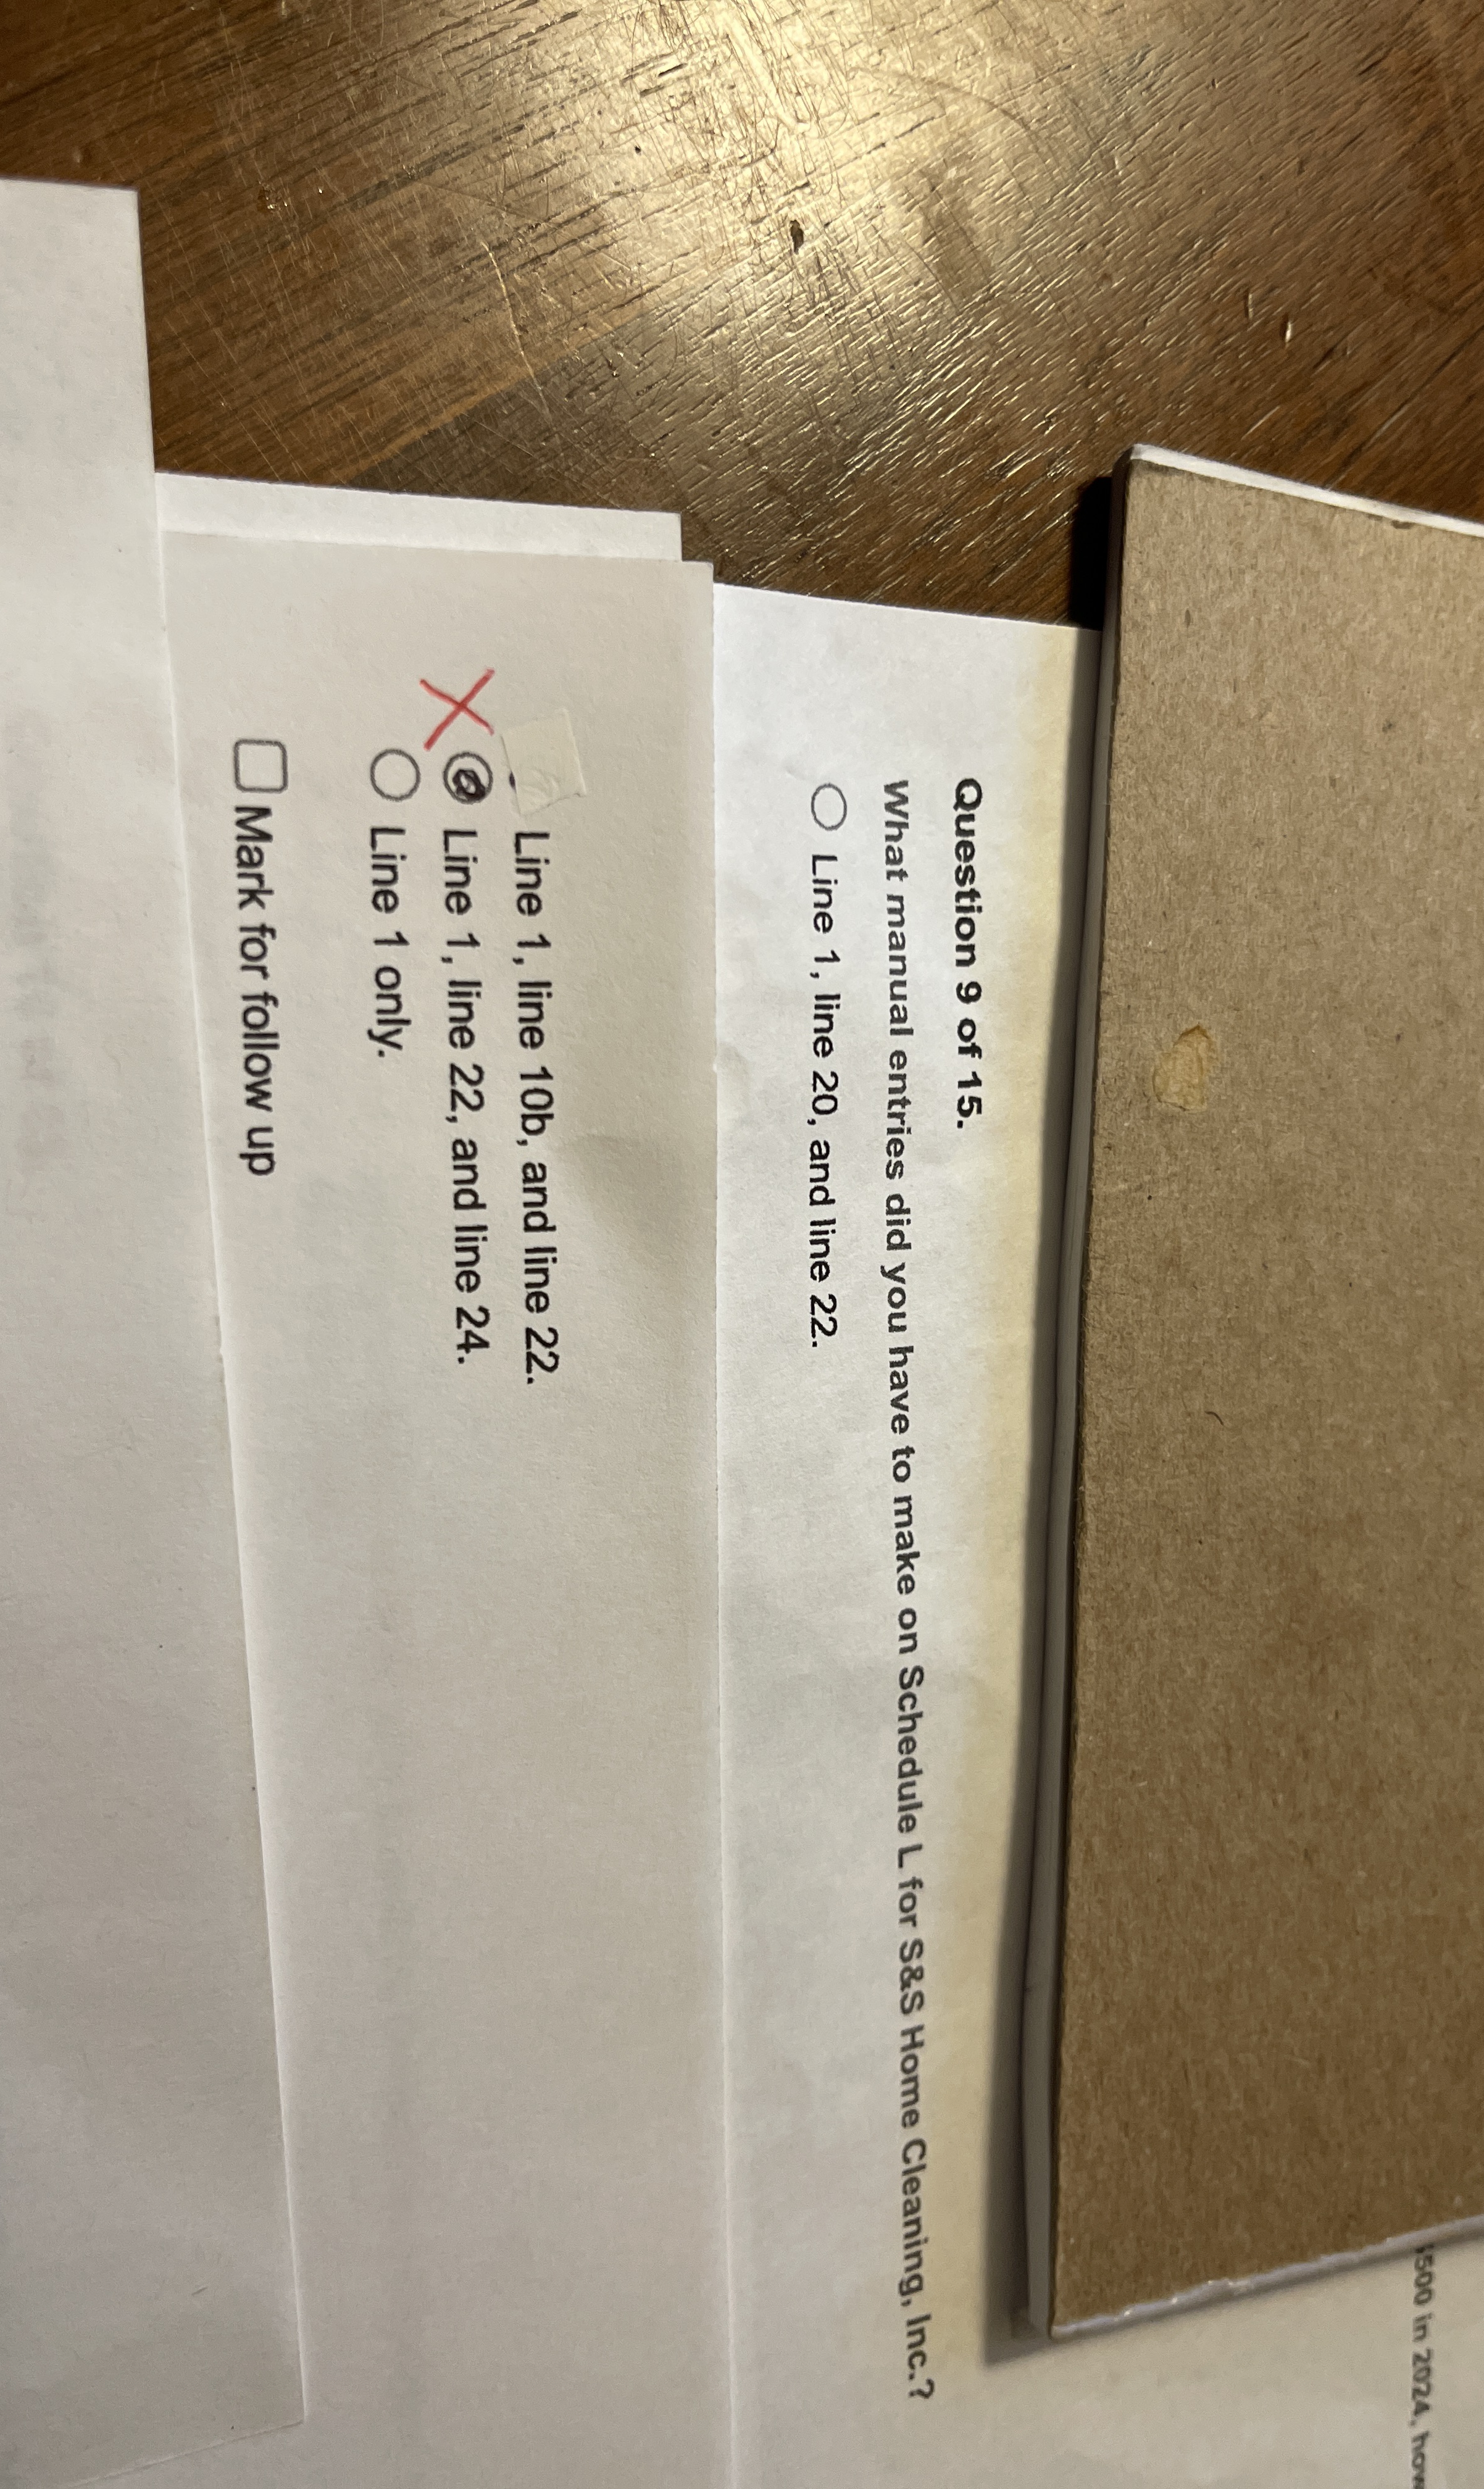 500 in 2024, how
Question 9 of 15.
What manual entries did you have to make on Schedule L for S&S Home Cleaning, Inc.?
Line 1, line 20, and line 22.
Line 1, line 10b, and line 22.
Line 1, line 22, and line 24.
Line 1 only.
Mark for follow up